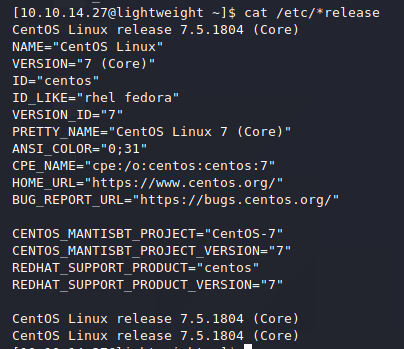 [10.10.14.27@lightweight ~]$ cat /etc/*release
CentOS Linux release 7.5.1804 (Core)
NAME="CentOS Linux"
VERSION="7 (Core)"
ID="centos"
ID_LIKE="rhel fedora"
VERSION_ID="7"
PRETTY_NAME="CentOS Linux 7 (Core)"
ANSI_COLOR="0;31"
CPE_NAME="cpe:/o:centos:centos:7"
HOME_URL="https://www.centos.org/"
BUG_REPORT_URL="https://bugs.centos.org/"

CENTOS_MANTISBT_PROJECT="CentOS-7"
CENTOS_MANTISBT_PROJECT_VERSION="7"
REDHAT_SUPPORT_PRODUCT="centos"
REDHAT_SUPPORT_PRODUCT_VERSION="7"

CentOS Linux release 7.5.1804 (Core)
CentOS Linux release 7.5.1804 (Core)